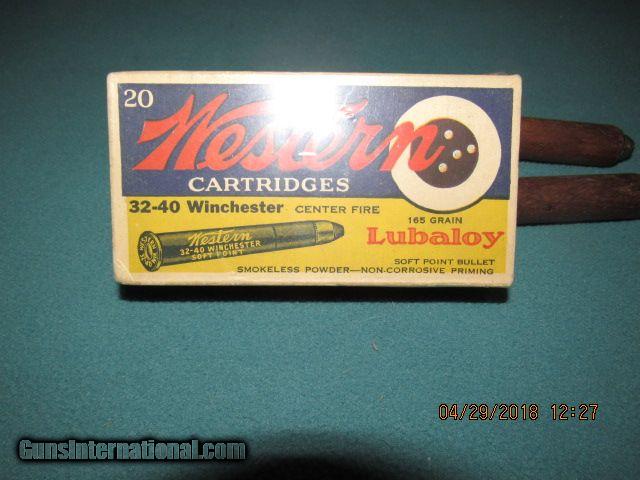 20
Western
CARTRIDGES
32-40 Winchester CENTER FIRE
165 GRAIN
Lubaloy
Western
32-40 WINCHESTER
SOFT POINT
SOFT POINT BULLET
SMOKELESS POWDER—NON-CORROSIVE PRIMING
04/29/2018 12:27
GunsInternational.com